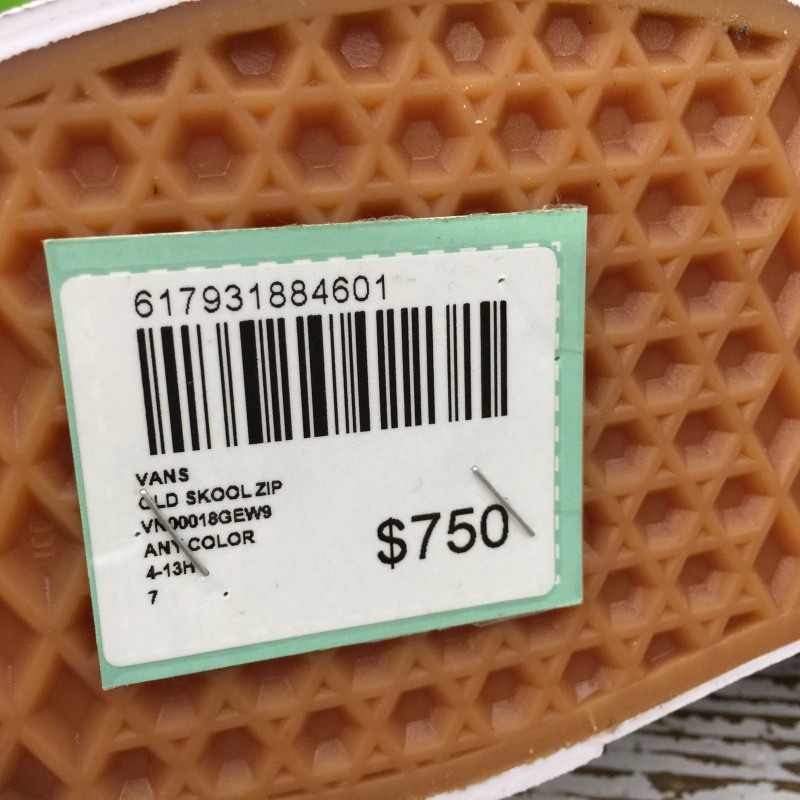 617931884601
VANS
OLD SKOOL ZIP
VN00018GEW9
ANY COLOR
4-13H
7
$750